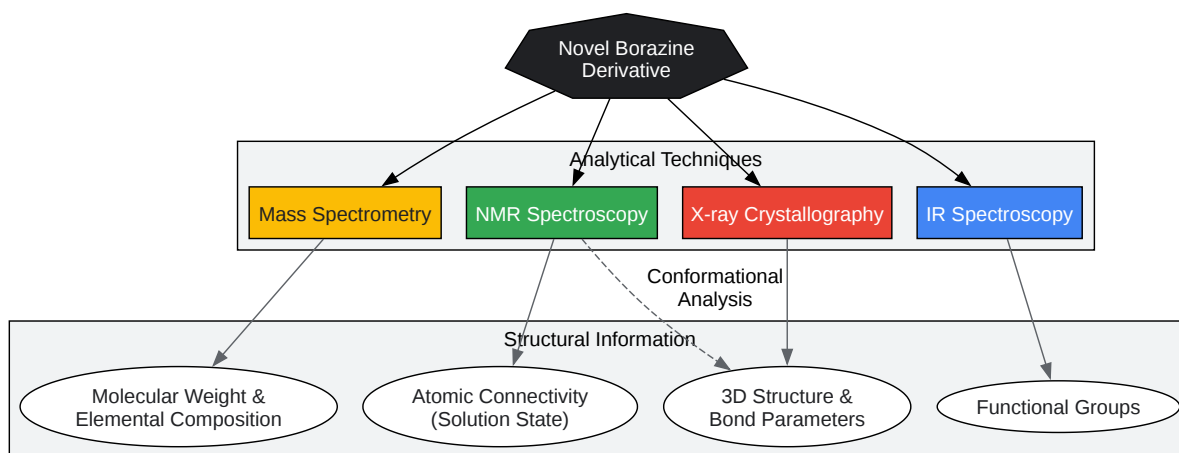 Novel Borazine
Derivative
Analytical Techniques
Mass Spectrometry
NMR Spectroscopy
X-ray Crystallography
IR Spectroscopy
Conformational
Analysis
Structural Information
Molecular Weight &
Elemental Composition
Atomic Connectivity
(Solution State)
3D Structure &
Bond Parameters
Functional Groups